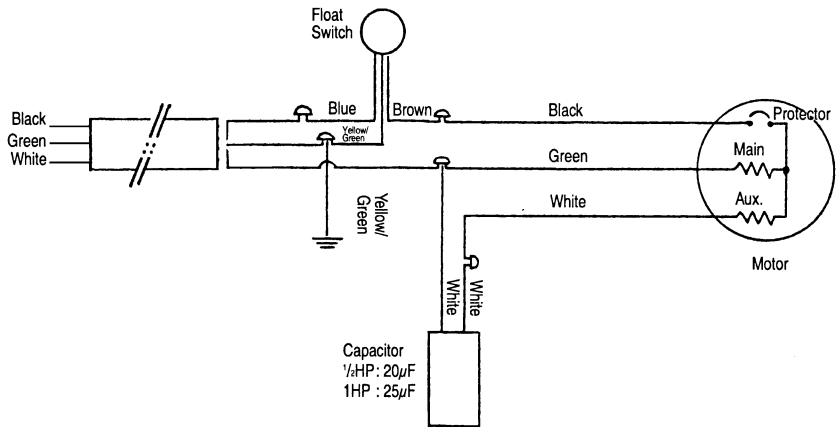 Float
Switch
Black
Green
White
Blue
Brown
Black
Yellow/
Green
Green
White
Yellow/
Green
White
White
Protector
Main
Aux.
Motor
Capacitor
1/2HP : 20µF
1HP : 25µF